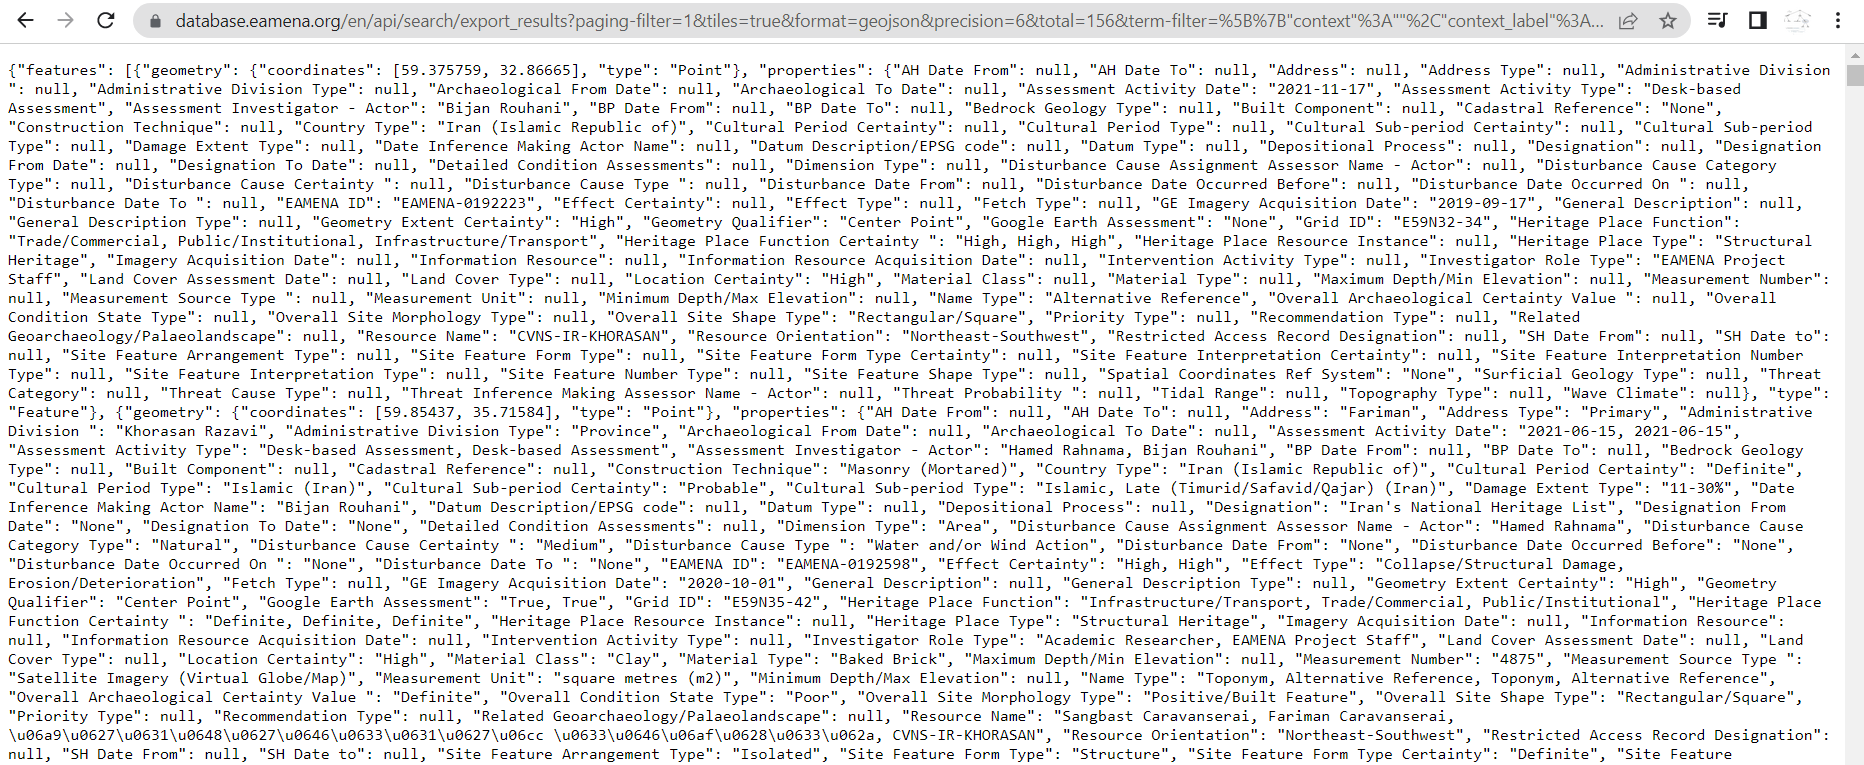 database.eamena.org/en/api/search/export_results?paging-filter=1&tiles=true&format=geojson&precision=6&total=156&term-filter=%5B%7B"context"%3A""%2C"context_label"%3A...
{"features": [{"geometry": {"coordinates": [59.375759, 32.86665], "type": "Point"}, "properties": {"AH Date From": null, "AH Date To": null, "Address": null, "Address Type": null, "Administrative Division
": null, "Administrative Division Type": null, "Archaeological From Date": null, "Archaeological To Date": null, "Assessment Activity Date": "2021-11-17", "Assessment Activity Type": "Desk-based
Assessment", "Assessment Investigator - Actor": "Bijan Rouhani", "BP Date From": null, "BP Date To": null, "Bedrock Geology Type": null, "Built Component": null, "Cadastral Reference": "None",
"Construction Technique": null, "Country Type": "Iran (Islamic Republic of)", "Cultural Period Certainty": null, "Cultural Period Type": null, "Cultural Sub-period Certainty": null, "Cultural Sub-period
Type": null, "Damage Extent Type": null, "Date Inference Making Actor Name": null, "Datum Description/EPSG code": null, "Datum Type": null, "Depositional Process": null, "Designation": null, "Designation
From Date": null, "Designation To Date": null, "Detailed Condition Assessments": null, "Dimension Type": null, "Disturbance Cause Assignment Assessor Name - Actor": null, "Disturbance Cause Category
Type": null, "Disturbance Cause Certainty ": null, "Disturbance Cause Type ": null, "Disturbance Date From": null, "Disturbance Date Occurred Before": null, "Disturbance Date Occurred On ": null,
"Disturbance Date To ": null, "EAMENA ID": "EAMENA-0192223", "Effect Certainty": null, "Effect Type": null, "Fetch Type": null, "GE Imagery Acquisition Date": "2019-09-17", "General Description": null,
"General Description Type": null, "Geometry Extent Certainty": "High", "Geometry Qualifier": "Center Point", "Google Earth Assessment": "None", "Grid ID": "E59N32-34", "Heritage Place Function":
"Trade/Commercial, Public/Institutional, Infrastructure/Transport", "Heritage Place Function Certainty ": "High, High, High", "Heritage Place Resource Instance": null, "Heritage Place Type": "Structural
Heritage", "Imagery Acquisition Date": null, "Information Resource": null, "Information Resource Acquisition Date": null, "Intervention Activity Type": null, "Investigator Role Type": "EAMENA Project
Staff", "Land Cover Assessment Date": null, "Land Cover Type": null, "Location Certainty": "High", "Material Class": null, "Material Type": null, "Maximum Depth/Min Elevation": null, "Measurement Number":
null, "Measurement Source Type ": null, "Measurement Unit": null, "Minimum Depth/Max Elevation": null, "Name Type": "Alternative Reference", "Overall Archaeological Certainty Value ": null, "Overall
Condition State Type": null, "Overall Site Morphology Type": null, "Overall Site Shape Type": "Rectangular/Square", "Priority Type": null, "Recommendation Type": null, "Related
Geoarchaeology/Palaeolandscape": null, "Resource Name": "CVNS-IR-KHORASAN", "Resource Orientation": "Northeast-Southwest", "Restricted Access Record Designation": null, "SH Date From": null, "SH Date to":
null, "Site Feature Arrangement Type": null, "Site Feature Form Type": null, "Site Feature Form Type Certainty": null, "Site Feature Interpretation Certainty": null, "Site Feature Interpretation Number
Type": null, "Site Feature Interpretation Type": null, "Site Feature Number Type": null, "Site Feature Shape Type": null, "Spatial Coordinates Ref System": "None", "Surficial Geology Type": null, "Threat
Category": null, "Threat Cause Type": null, "Threat Inference Making Assessor Name - Actor": null, "Threat Probability ": null, "Tidal Range": null, "Topography Type": null, "Wave Climate": null}, "type":
"Feature"}, {"geometry": {"coordinates": [59.85437, 35.71584], "type": "Point"}, "properties": {"AH Date From": null, "AH Date To": null, "Address": "Fariman", "Address Type": "Primary", "Administrative
Division ": "Khorasan Razavi", "Administrative Division Type": "Province", "Archaeological From Date": null, "Archaeological To Date": null, "Assessment Activity Date": "2021-06-15, 2021-06-15",
"Assessment Activity Type": "Desk-based Assessment, Desk-based Assessment", "Assessment Investigator - Actor": "Hamed Rahnama, Bijan Rouhani", "BP Date From": null, "BP Date To": null, "Bedrock Geology
Type": null, "Built Component": null, "Cadastral Reference": null, "Construction Technique": "Masonry (Mortared)", "Country Type": "Iran (Islamic Republic of)", "Cultural Period Certainty": "Definite",
"Cultural Period Type": "Islamic (Iran)", "Cultural Sub-period Certainty": "Probable", "Cultural Sub-period Type": "Islamic, Late (Timurid/Safavid/Qajar) (Iran)", "Damage Extent Type": "11-30%", "Date
Inference Making Actor Name": "Bijan Rouhani", "Datum Description/EPSG code": null, "Datum Type": null, "Depositional Process": null, "Designation": "Iran's National Heritage List", "Designation From
Date": "None", "Designation To Date": "None", "Detailed Condition Assessments": null, "Dimension Type": "Area", "Disturbance Cause Assignment Assessor Name - Actor": "Hamed Rahnama", "Disturbance Cause
Category Type": "Natural", "Disturbance Cause Certainty ": "Medium", "Disturbance Cause Type ": "Water and/or Wind Action", "Disturbance Date From": "None", "Disturbance Date Occurred Before": "None",
"Disturbance Date Occurred On ": "None", "Disturbance Date To ": "None", "EAMENA ID": "EAMENA-0192598", "Effect Certainty": "High, High", "Effect Type": "Collapse/Structural Damage,
Erosion/Deterioration", "Fetch Type": null, "GE Imagery Acquisition Date": "2020-10-01", "General Description": null, "General Description Type": null, "Geometry Extent Certainty": "High", "Geometry
Qualifier": "Center Point", "Google Earth Assessment": "True, True", "Grid ID": "E59N35-42", "Heritage Place Function": "Infrastructure/Transport, Trade/Commercial, Public/Institutional", "Heritage Place
Function Certainty ": "Definite, Definite, Definite", "Heritage Place Resource Instance": null, "Heritage Place Type": "Structural Heritage", "Imagery Acquisition Date": null, "Information Resource":
null, "Information Resource Acquisition Date": null, "Intervention Activity Type": null, "Investigator Role Type": "Academic Researcher, EAMENA Project Staff", "Land Cover Assessment Date": null, "Land
Cover Type": null, "Location Certainty": "High", "Material Class": "Clay", "Material Type": "Baked Brick", "Maximum Depth/Min Elevation": null, "Measurement Number": "4875", "Measurement Source Type ":
"Satellite Imagery (Virtual Globe/Map)", "Measurement Unit": "square metres (m2)", "Minimum Depth/Max Elevation": null, "Name Type": "Toponym, Alternative Reference, Toponym, Alternative Reference",
"Overall Archaeological Certainty Value ": "Definite", "Overall Condition State Type": "Poor", "Overall Site Morphology Type": "Positive/Built Feature", "Overall Site Shape Type": "Rectangular/Square",
"Priority Type": null, "Recommendation Type": null, "Related Geoarchaeology/Palaeolandscape": null, "Resource Name": "Sangbast Caravanserai, Fariman Caravanserai,
\u06a9\u0627\u0631\u0648\u0627\u0646\u0633\u0631\u0627\u06cc \u0633\u0646\u06af\u0628\u0633\u062a, CVNS-IR-KHORASAN", "Resource Orientation": "Northeast-Southwest", "Restricted Access Record Designation":
null, "SH Date From": null, "SH Date to": null, "Site Feature Arrangement Type": "Isolated", "Site Feature Form Type": "Structure", "Site Feature Form Type Certainty": "Definite", "Site Feature